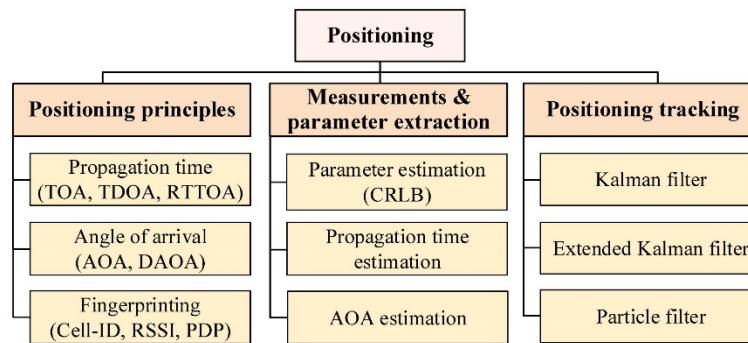 Positioning
Positioning principles
Propagation time
(TOA, TDOA, RTTOA)
Angle of arrival
(AOA, DAOA)
Fingerprinting
(Cell-ID, RSSI, PDP)
Measurements &
parameter extraction
Parameter estimation
(CRLB)
Propagation time
estimation
AOA estimation
Positioning tracking
Kalman filter
Extended Kalman filter
Particle filter